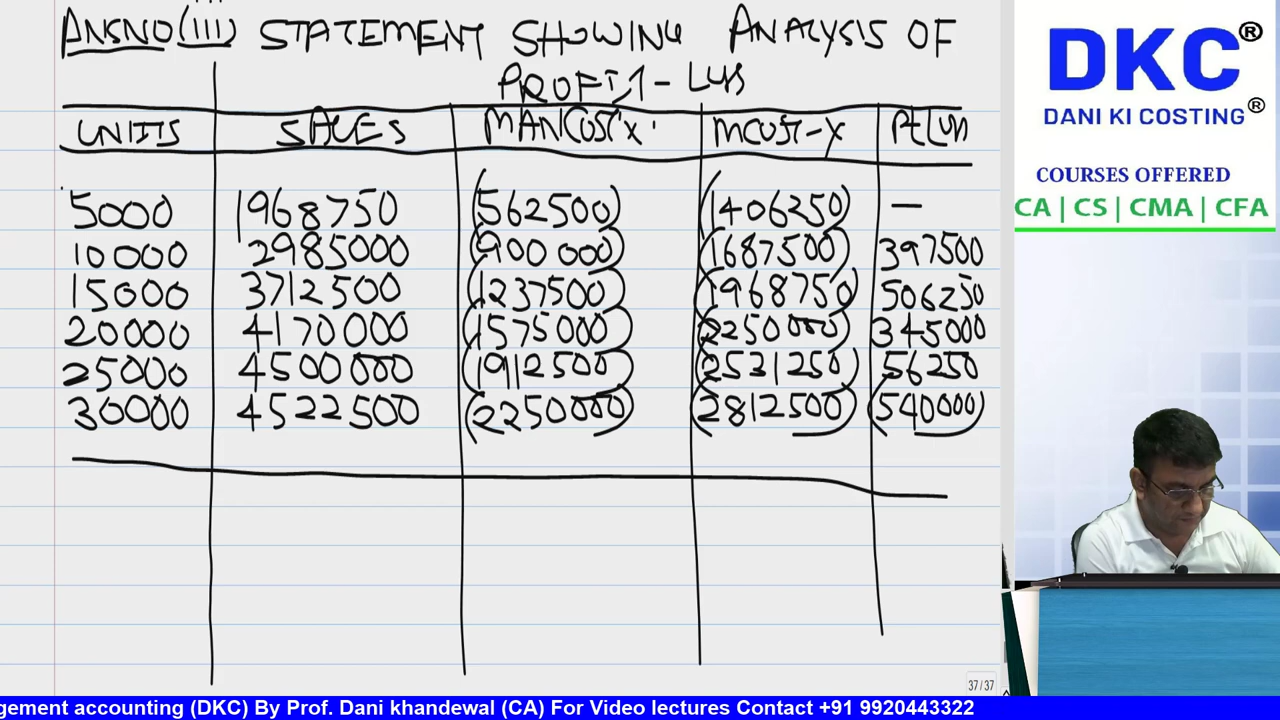 ANSNO(III) STATEMENT SHOWING ANALYSIS OF
PROFIT - LOSS
UNITS SALES MANCOST'X' MCOST-Y
5000 1968750 (562500) (1406250) —
10000 2985000 (900000) (1687500) 397500
15000 3712500 (1237500) (1968750) 506250
20000 4170000 (1575000) (2250000) 345000
25000 4500000 (1912500) (2531250) 56250
30000 4522500 (2250000) (2812500) (540000)
37/37
DKC®
DANI KI COSTING®
COURSES OFFERED
CA | CS | CMA | CFA
gement accounting (DKC) By Prof. Dani khandewal (CA) For Video lectures Contact +91 9920443322